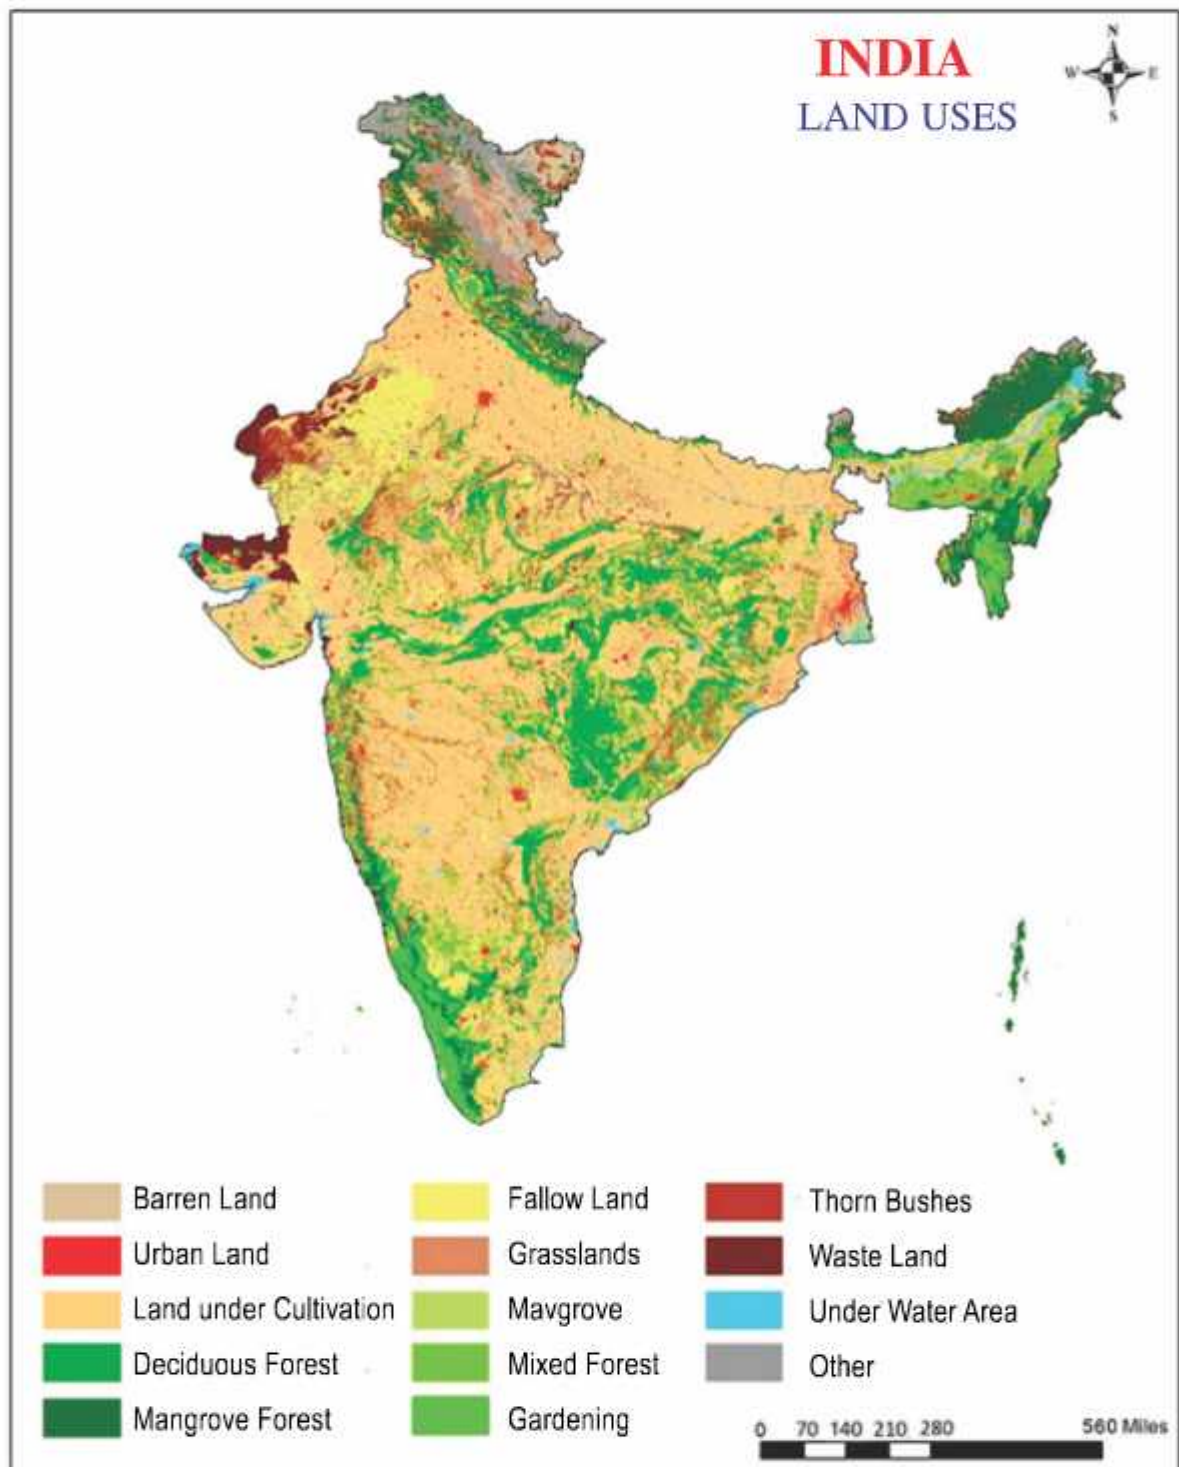 INDIA
LAND USES
N
W E
S
Barren Land
Urban Land
Land under Cultivation
Deciduous Forest
Mangrove Forest
Fallow Land
Grasslands
Mavgrove
Mixed Forest
Gardening
Thorn Bushes
Waste Land
Under Water Area
Other
0 70 140 210 280 560 Miles